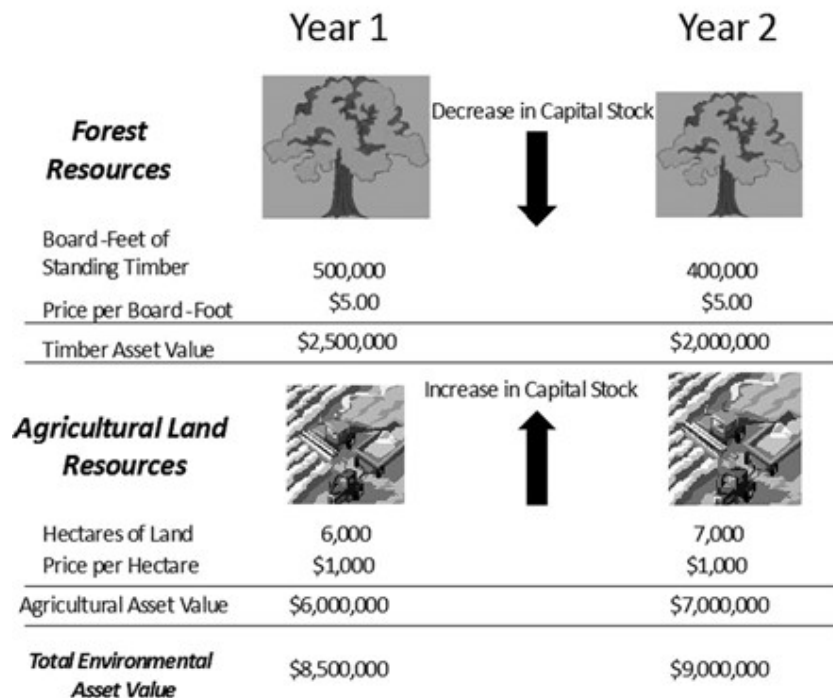 Year 1 Year 2
Decrease in Capital Stock
Forest
Resources
Board-Feet of
Standing Timber 500,000 400,000
Price per Board-Foot $5.00 $5.00
Timber Asset Value $2,500,000 $2,000,000
Increase in Capital Stock
Agricultural Land
Resources
Hectares of Land 6,000 7,000
Price per Hectare $1,000 $1,000
Agricultural Asset Value $6,000,000 $7,000,000
Total Environmental
Asset Value $8,500,000 $9,000,000